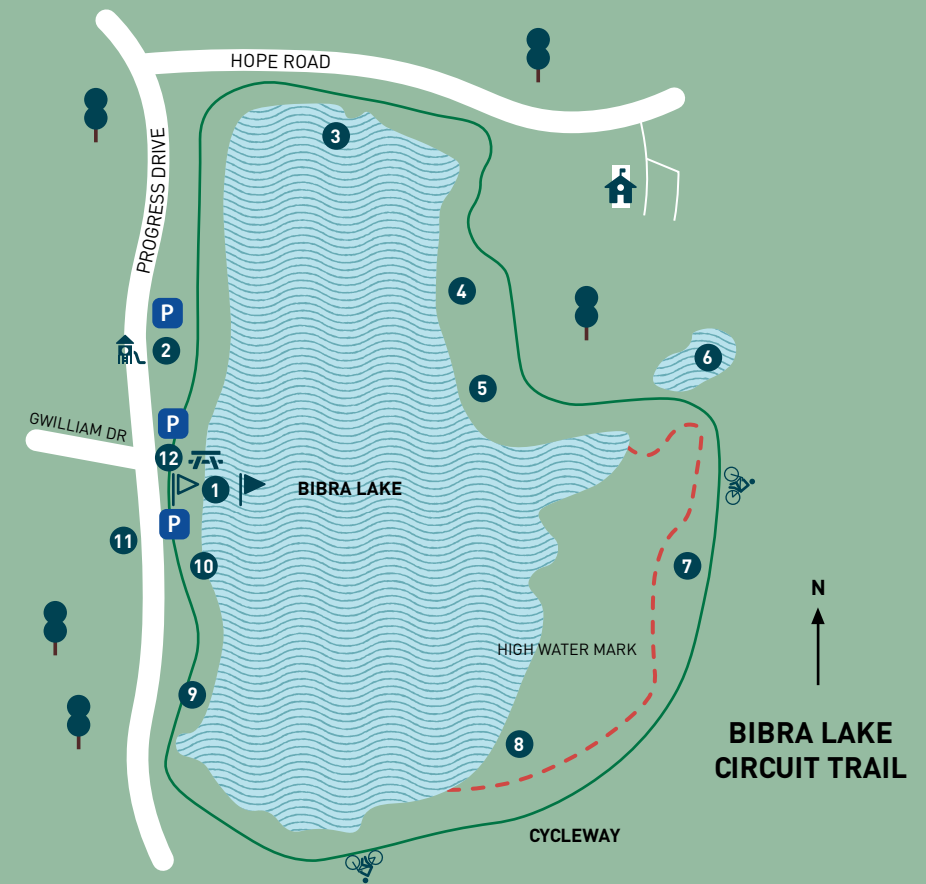 HOPE ROAD
3
PROGRESS DRIVE
4
P
2
6
5
P
GWILLIAM DR
12
1
BIBRA LAKE
P
11
10
7
N
HIGH WATER MARK
9
8
BIBRA LAKE
CIRCUIT TRAIL
CYCLEWAY